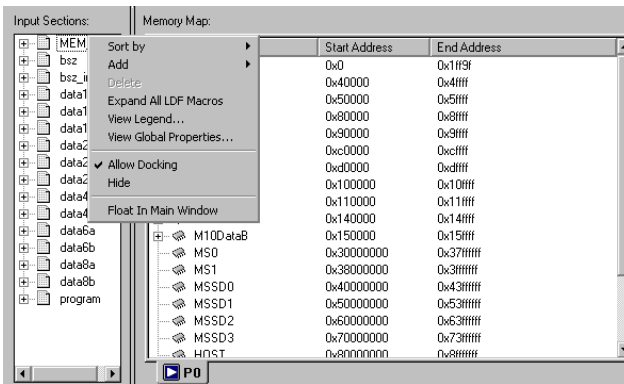 Input Sections:
MEM
bsz
bsz_i
data1
data1
data1
data2
data2
data2
data4
data4
data6a
data6b
data8a
data8b
program
Sort by
Add
Delete
Expand All LDF Macros
View Legend...
View Global Properties...
Allow Docking
Hide
Float In Main Window
Memory Map:
Start Address End Address
0x0 0x1ff9f
0x40000 0x4ffff
0x50000 0x5ffff
0x80000 0x8ffff
0x90000 0x9ffff
0xc0000 0xcffff
0xd0000 0xdffff
0x100000 0x10ffff
0x110000 0x11ffff
0x140000 0x14ffff
M10DataB 0x150000 0x15ffff
MS0 0x30000000 0x37ffffff
MS1 0x38000000 0x3fffffff
MSSD0 0x40000000 0x43ffffff
MSSD1 0x50000000 0x53ffffff
MSSD2 0x60000000 0x63ffffff
MSSD3 0x70000000 0x73ffffff
HOST 0x80000000 0x8fffffff
P0